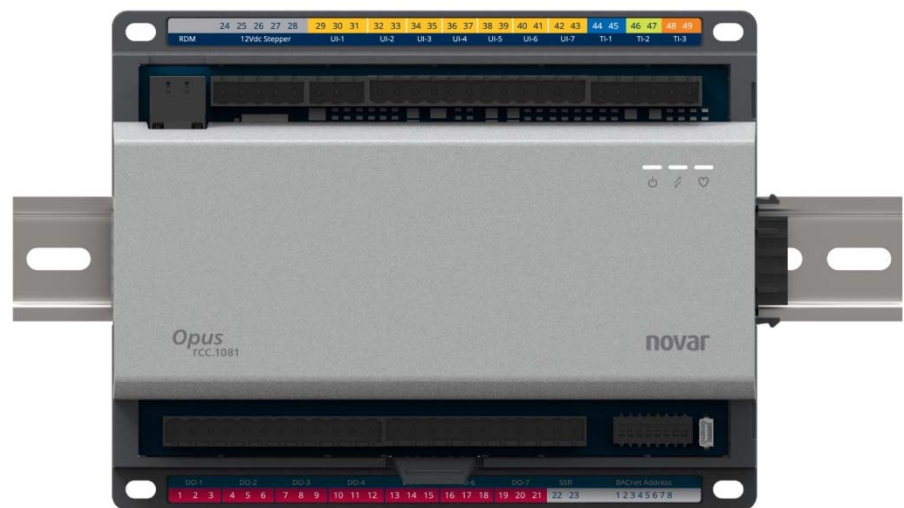 24 25 26 27 28 29 30 31 32 33 34 35 36 37 38 39 40 41 42 43 44 45 46 47 48 49
RDM 12Vdc Stepper UI-1 UI-2 UI-3 UI-4 UI-5 UI-6 UI-7 TI-1 TI-2 TI-3
Opus
rcc.1081
novar
DO-1 DO-2 DO-3 DO-4 DO-7 SSR BACnet Address
1 2 3 4 5 6 7 8 9 10 11 12 13 14 15 16 17 18 19 20 21 22 23 1 2 3 4 5 6 7 8